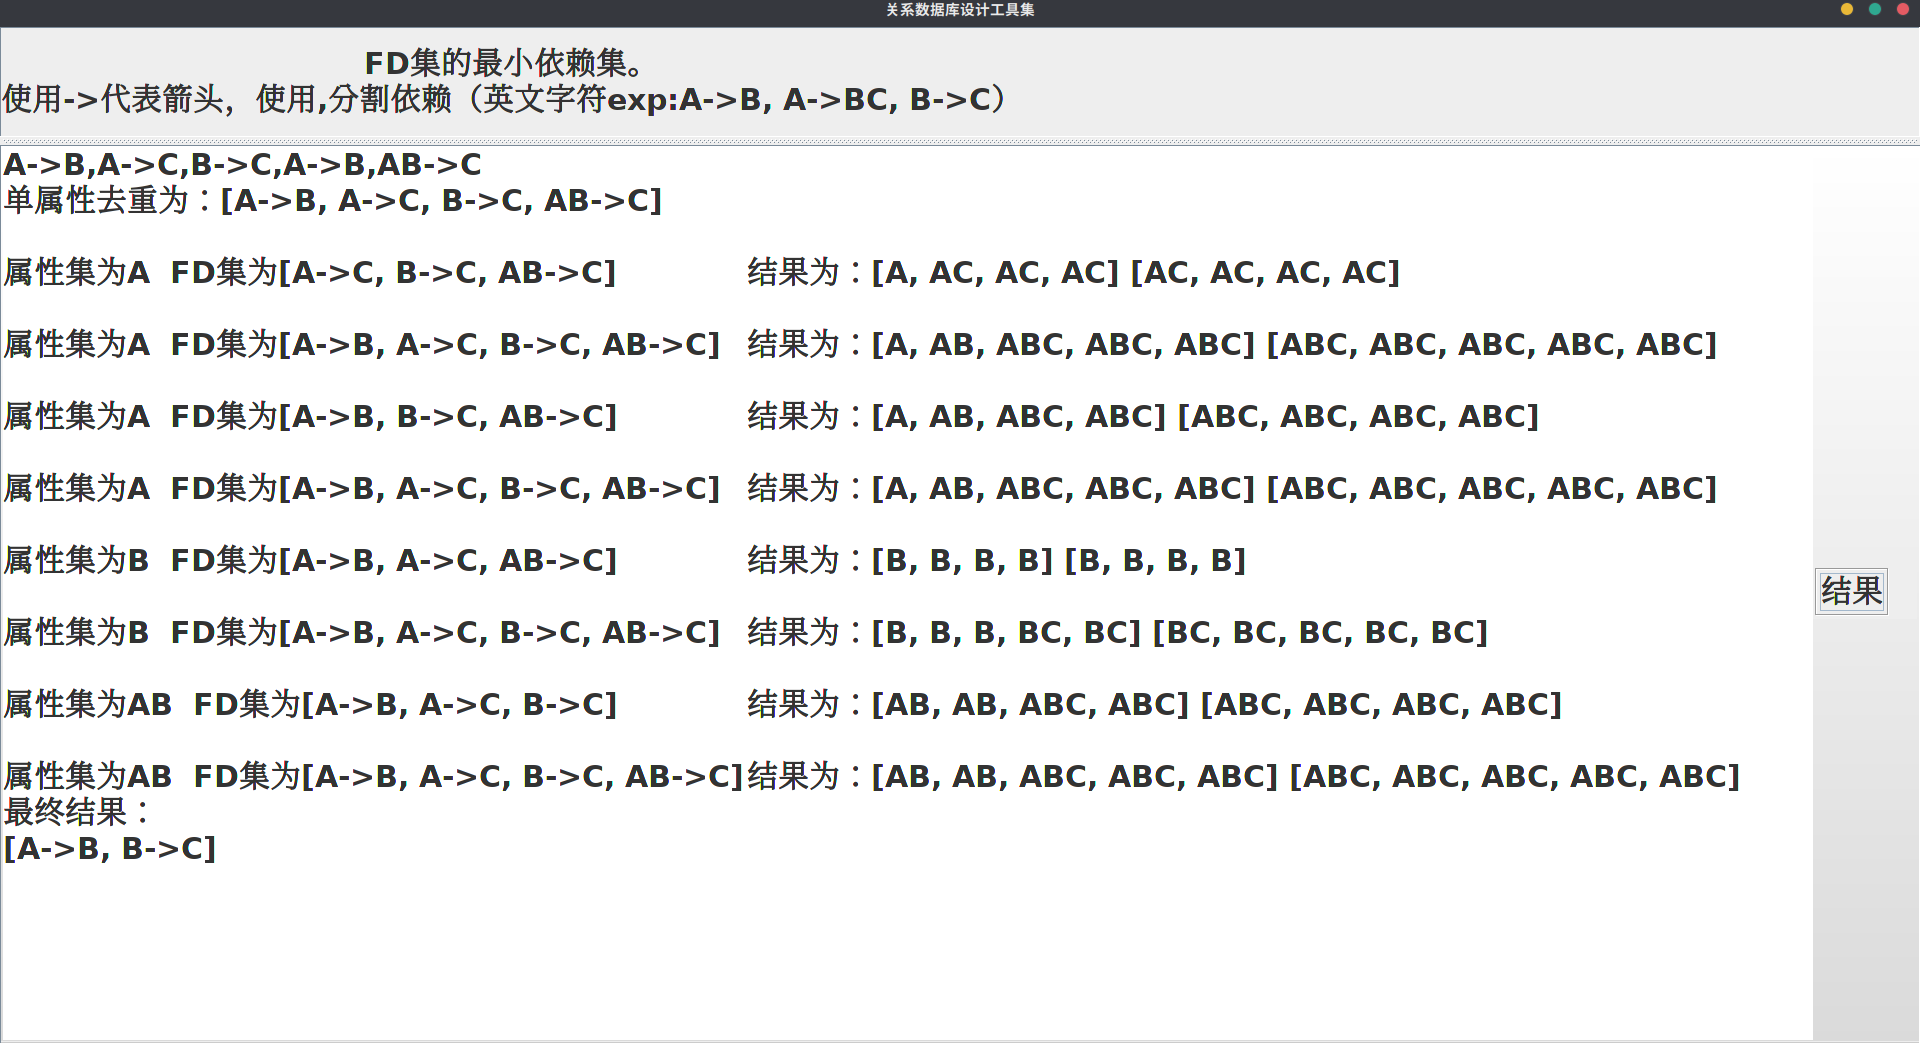 关系数据库设计工具集
FD集的最小依赖集。
使用->代表箭头，使用,分割依赖（英文字符exp:A->B, A->BC, B->C）
A->B,A->C,B->C,A->B,AB->C
单属性去重为：[A->B, A->C, B->C, AB->C]
属性集为A  FD集为[A->C, B->C, AB->C] 结果为：[A, AC, AC, AC] [AC, AC, AC, AC]
属性集为A  FD集为[A->B, A->C, B->C, AB->C] 结果为：[A, AB, ABC, ABC, ABC] [ABC, ABC, ABC, ABC, ABC]
属性集为A  FD集为[A->B, B->C, AB->C] 结果为：[A, AB, ABC, ABC] [ABC, ABC, ABC, ABC]
属性集为A  FD集为[A->B, A->C, B->C, AB->C] 结果为：[A, AB, ABC, ABC, ABC] [ABC, ABC, ABC, ABC, ABC]
属性集为B  FD集为[A->B, A->C, AB->C] 结果为：[B, B, B, B] [B, B, B, B]
属性集为B  FD集为[A->B, A->C, B->C, AB->C] 结果为：[B, B, B, BC, BC] [BC, BC, BC, BC, BC]
属性集为AB  FD集为[A->B, A->C, B->C] 结果为：[AB, AB, ABC, ABC] [ABC, ABC, ABC, ABC]
属性集为AB  FD集为[A->B, A->C, B->C, AB->C] 结果为：[AB, AB, ABC, ABC, ABC] [ABC, ABC, ABC, ABC, ABC]
最终结果：
[A->B, B->C]
结果